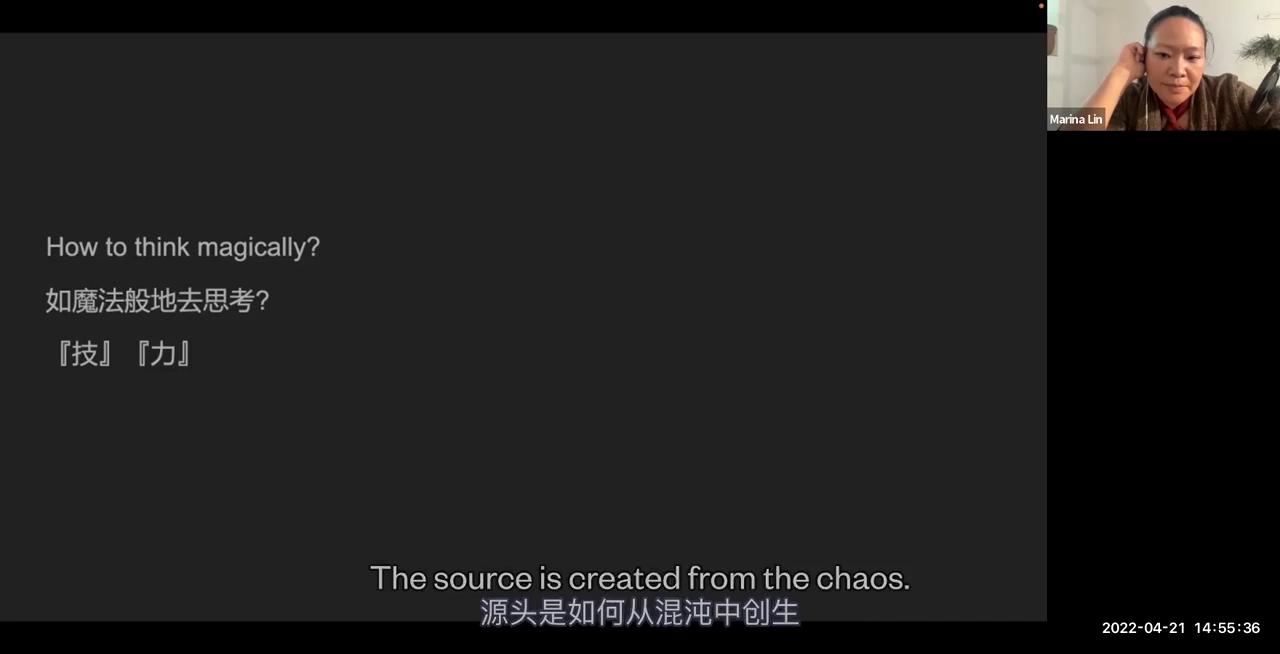 Marina Lin
How to think magically?
如魔法般地去思考?
『技』『力』
The source is created from the chaos.
源头是如何从混沌中创生
2022-04-21 14:55:36